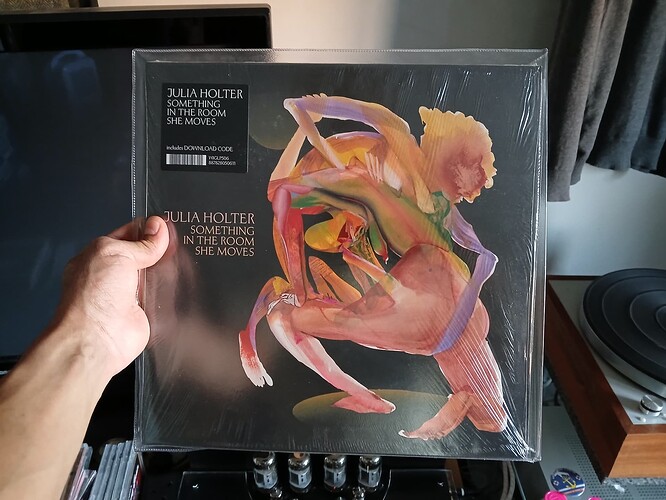 JULIA HOLTER
SOMETHING
IN THE ROOM
SHE MOVES
includes DOWNLOAD CODE
JULIA HOLTER
SOMETHING
IN THE ROOM
SHE MOVES